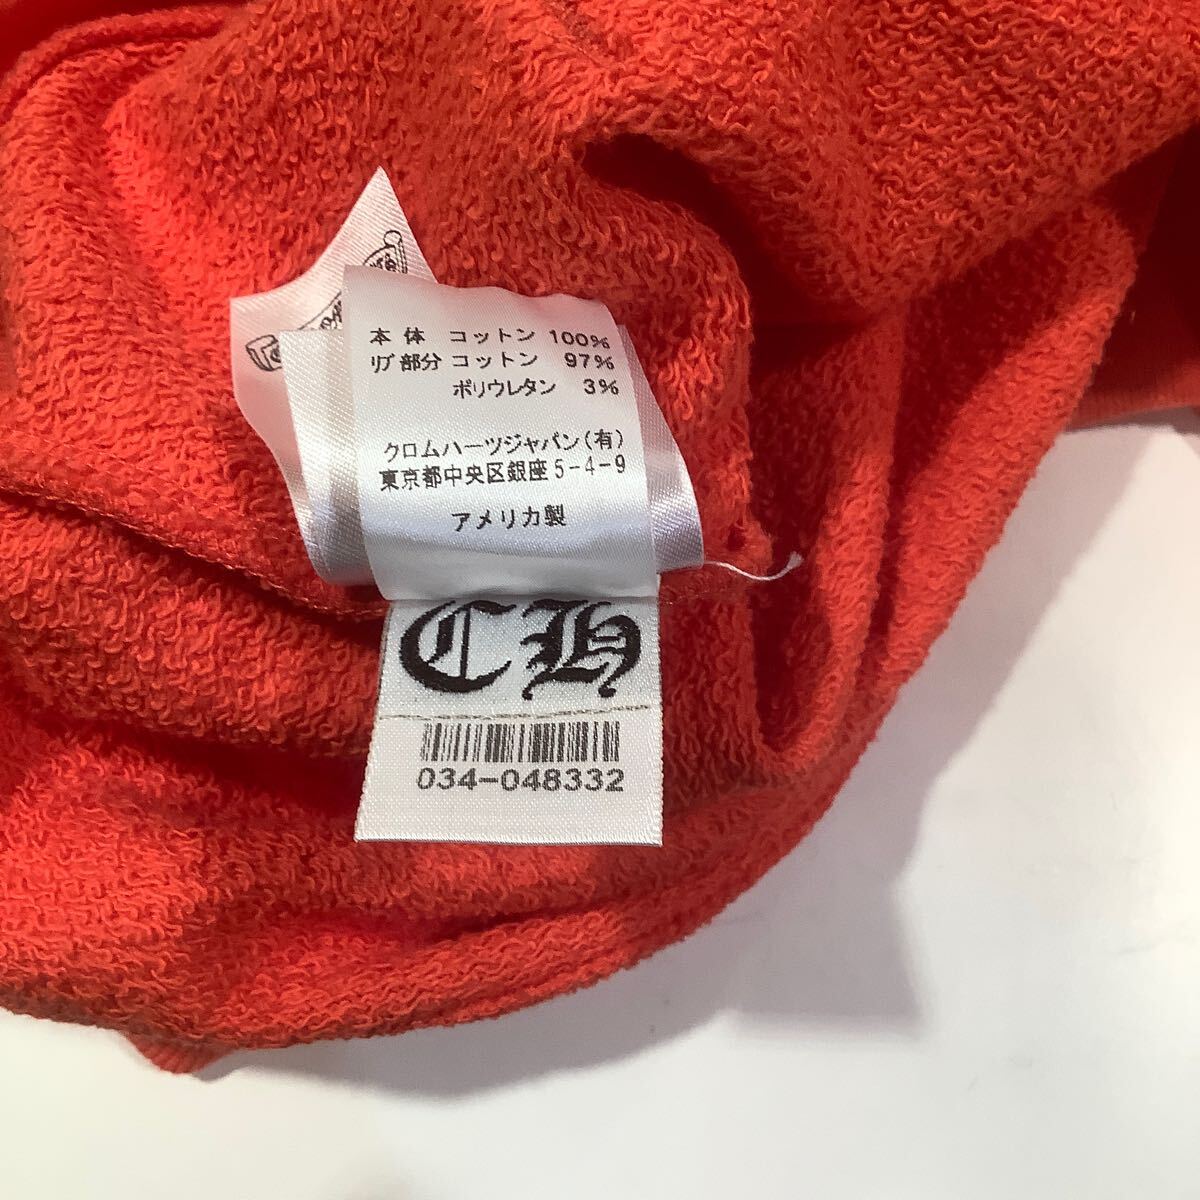 本体 コットン 100%
リブ部分 コットン 97%
ポリウレタン 3%
クロムハーツジャパン(有)
東京都中央区銀座5-4-9
アメリカ製
CH
034-048332